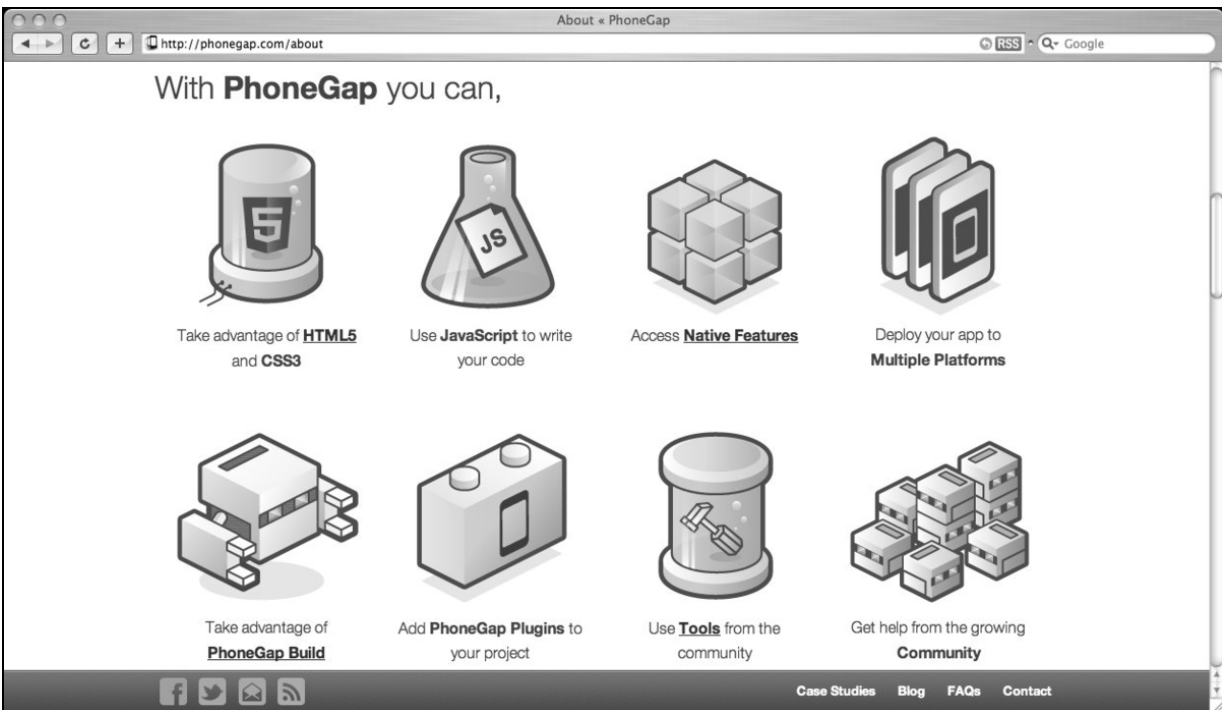 About « PhoneGap
http://phonegap.com/about
RSS
Google
With PhoneGap you can,
5
JS
Take advantage of HTML5
and CSS3
Use JavaScript to write
your code
Access Native Features
Deploy your app to
Multiple Platforms
Take advantage of
PhoneGap Build
Add PhoneGap Plugins to
your project
Use Tools from the
community
Get help from the growing
Community
Case Studies Blog FAQs Contact